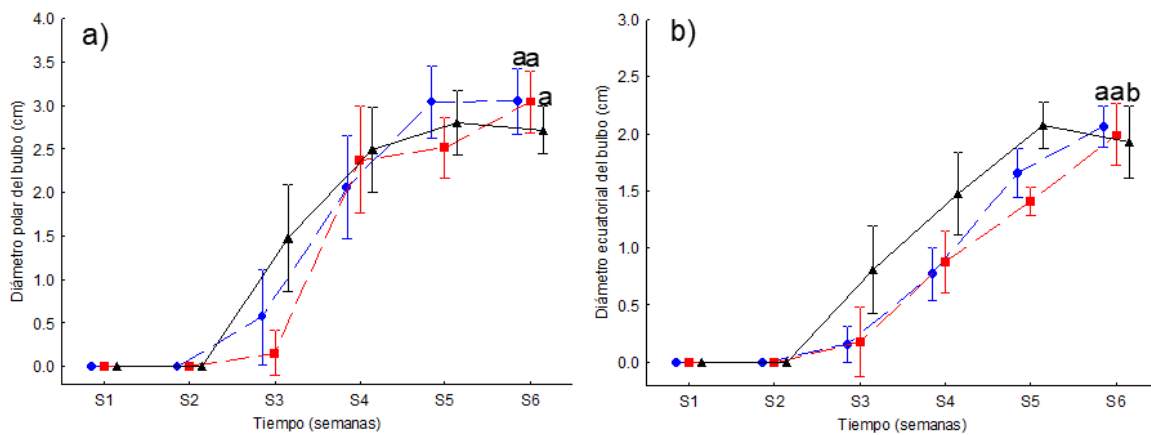 a)
4.0
3.5
3.0
2.5
2.0
1.5
1.0
0.5
0.0
Diámetro polar del bulbo (cm)
aa
a
S1 S2 S3 S4 S5 S6
Tiempo (semanas)
b)
3.0
2.5
2.0
1.5
1.0
0.5
0.0
Diámetro ecuatorial del bulbo (cm)
aab
S1 S2 S3 S4 S5 S6
Tiempo (semanas)